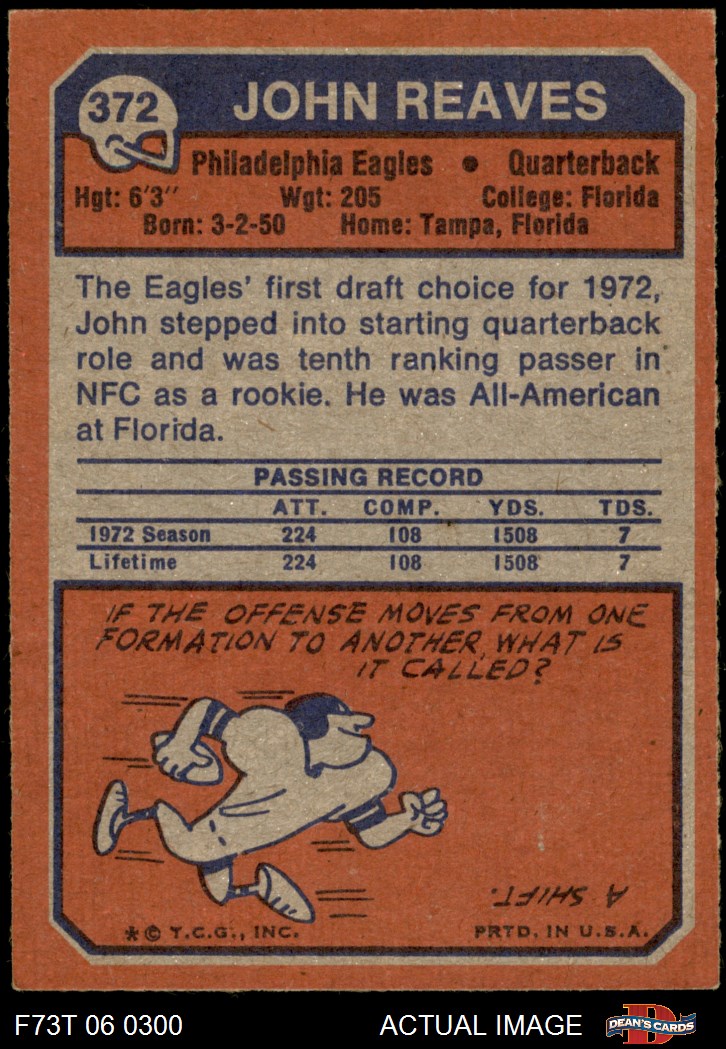 372
JOHN REAVES
Philadelphia Eagles • Quarterback
Hgt: 6'3" Wgt: 205 College: Florida
Born: 3-2-50 Home: Tampa, Florida
The Eagles' first draft choice for 1972,
John stepped into starting quarterback
role and was tenth ranking passer in
NFC as a rookie. He was All-American
at Florida.
PASSING RECORD
ATT. COMP. YDS. TDS.
1972 Season 224 108 1508 7
Lifetime 224 108 1508 7
IF THE OFFENSE MOVES FROM ONE
FORMATION TO ANOTHER, WHAT IS
IT CALLED?
A SHIFT.
*© T.C.G., INC. PRTD. IN U.S.A.
F73T 06 0300 ACTUAL IMAGE D DEAN'S CARDS